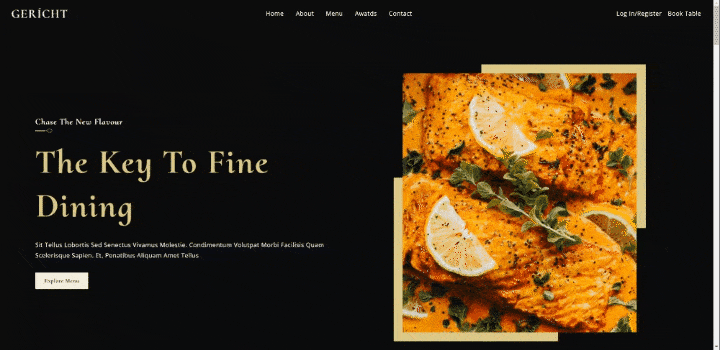 GERÍCHT
Home About Menu Awatds Contact
Log In/Register Book Table
Chase The New Flavour
The Key To Fine
Dining
Sit Tellus Lobortis Sed Senectus Vivamus Molestie. Condimentum Volutpat Morbi Facilisis Quam
Scelerisque Sapien. Et, Penatibus Aliquam Amet Tellus
Explore Menu